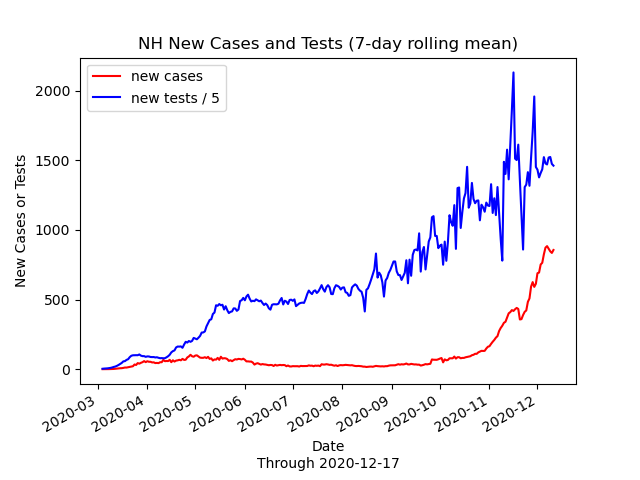 NH New Cases and Tests (7-day rolling mean)
new cases
new tests / 5
New Cases or Tests
2000
1500
1000
500
0
2020-03
2020-04
2020-05
2020-06
2020-07
2020-08
2020-09
2020-10
2020-11
2020-12
Date
Through 2020-12-17